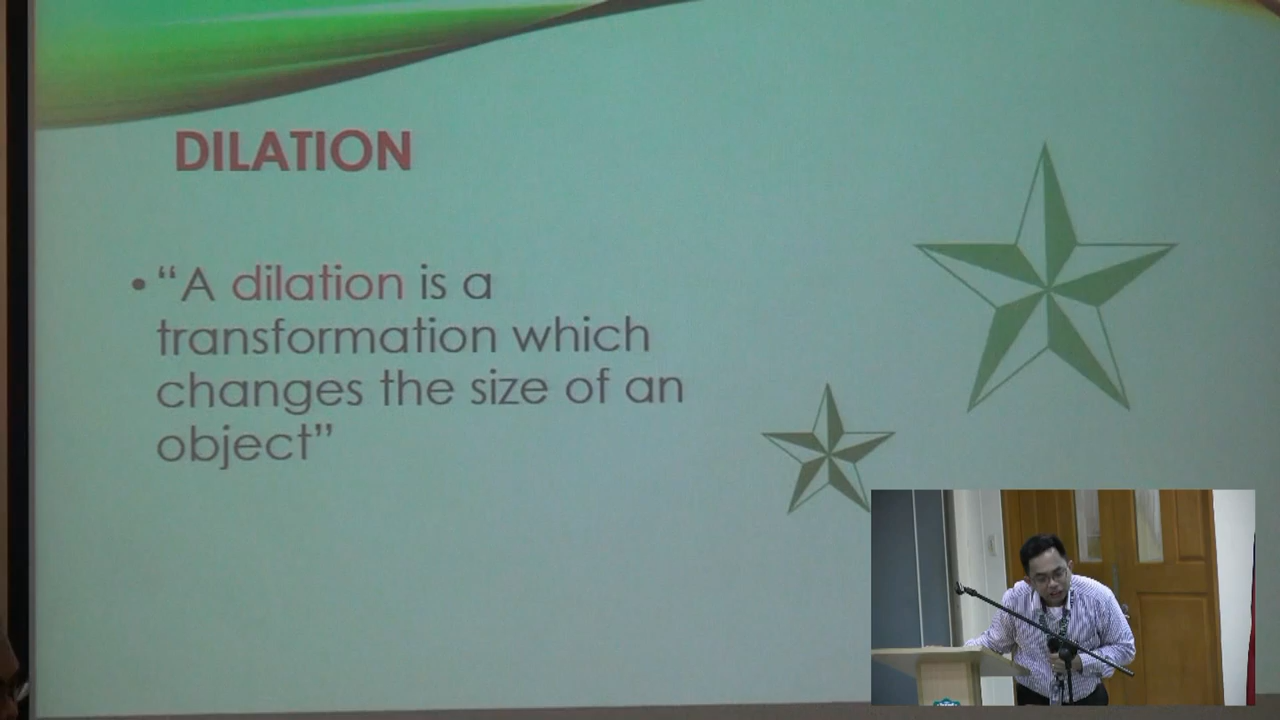 DILATION
• “A dilation is a
transformation which
changes the size of an
object”